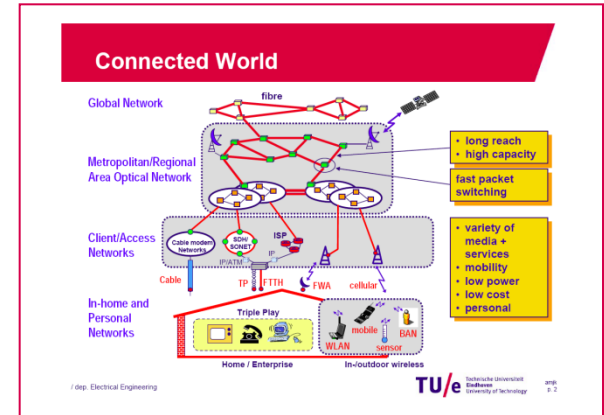 Connected World
Global Network
fibre
Metropolitan/Regional
Area Optical Network
• long reach
• high capacity
fast packet
switching
Client/Access
Networks
Cable modem
Networks
SDH/
SONET
ISP
IP/ATM
IP
• variety of
media +
services
• mobility
• low power
• low cost
• personal
Cable
TP
FTTH
FWA
cellular
In-home and
Personal
Networks
Triple Play
WLAN
mobile
sensor
BAN
Home / Enterprise
In-/outdoor wireless
/ dep. Electrical Engineering
TU/e
Technische Universiteit
Eindhoven
University of Technology
amjk
p. 2